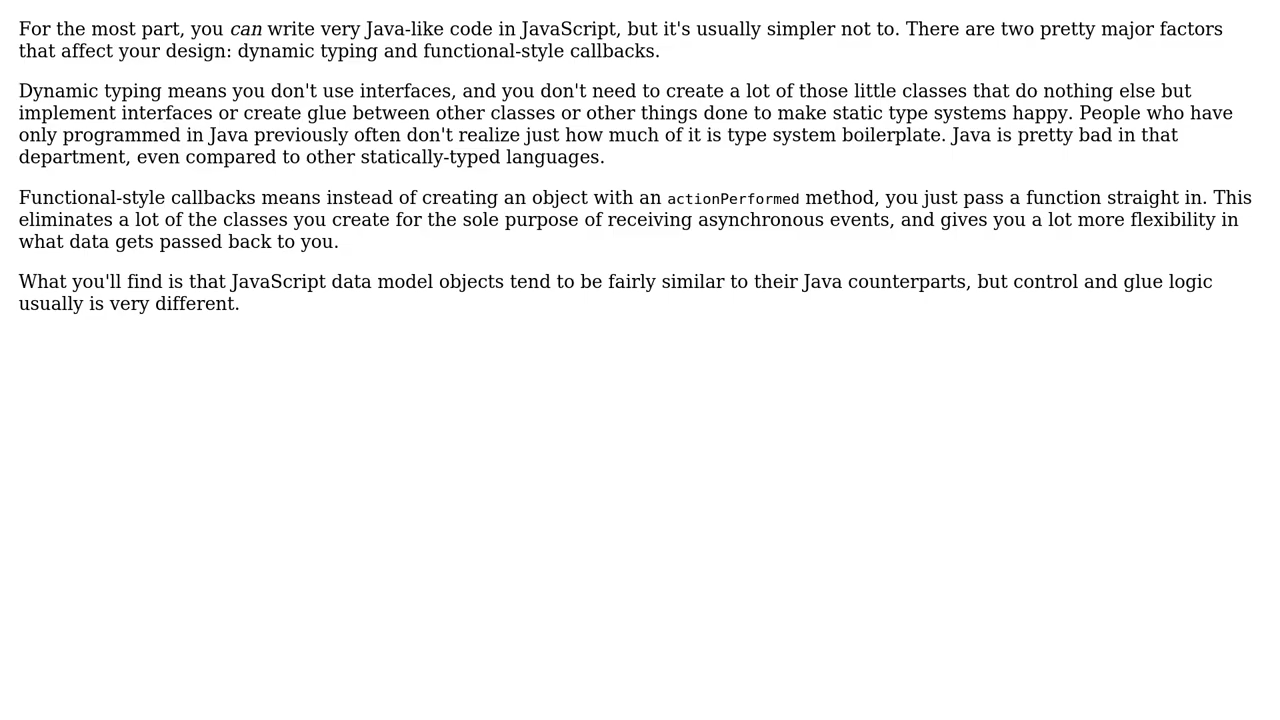 For the most part, you can write very Java-like code in JavaScript, but it's usually simpler not to. There are two pretty major factors
that affect your design: dynamic typing and functional-style callbacks.
Dynamic typing means you don't use interfaces, and you don't need to create a lot of those little classes that do nothing else but
implement interfaces or create glue between other classes or other things done to make static type systems happy. People who have
only programmed in Java previously often don't realize just how much of it is type system boilerplate. Java is pretty bad in that
department, even compared to other statically-typed languages.
Functional-style callbacks means instead of creating an object with an actionPerformed method, you just pass a function straight in. This
eliminates a lot of the classes you create for the sole purpose of receiving asynchronous events, and gives you a lot more flexibility in
what data gets passed back to you.
What you'll find is that JavaScript data model objects tend to be fairly similar to their Java counterparts, but control and glue logic
usually is very different.